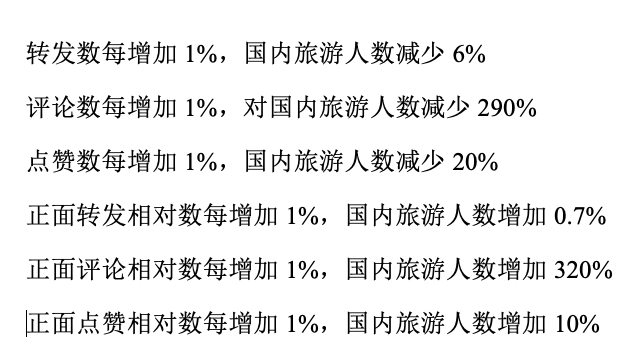 转发数每增加 1%，国内旅游人数减少 6%
评论数每增加 1%，对国内旅游人数减少 290%
点赞数每增加 1%，国内旅游人数减少 20%
正面转发相对数每增加 1%，国内旅游人数增加 0.7%
正面评论相对数每增加 1%，国内旅游人数增加 320%
正面点赞相对数每增加 1%，国内旅游人数增加 10%